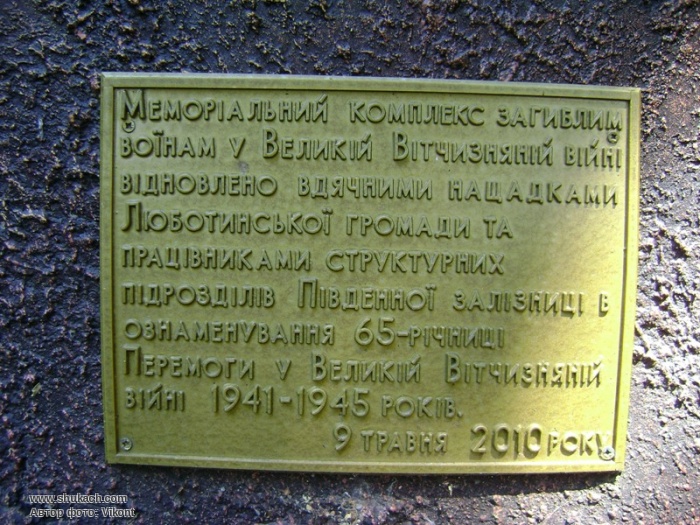 Меморіальний комплекс загиблим
воїнам у Великій Вітчизняній війні
відновлено вдячними нащадками
Люботинської громади та
працівниками структурних
підрозділів Південної залізниці в
ознаменування 65-річниці
Перемоги у Великій Вітчизняній
війні 1941-1945 років.
9 травня 2010 року
www.shukach.com
Автор фото: Vikont